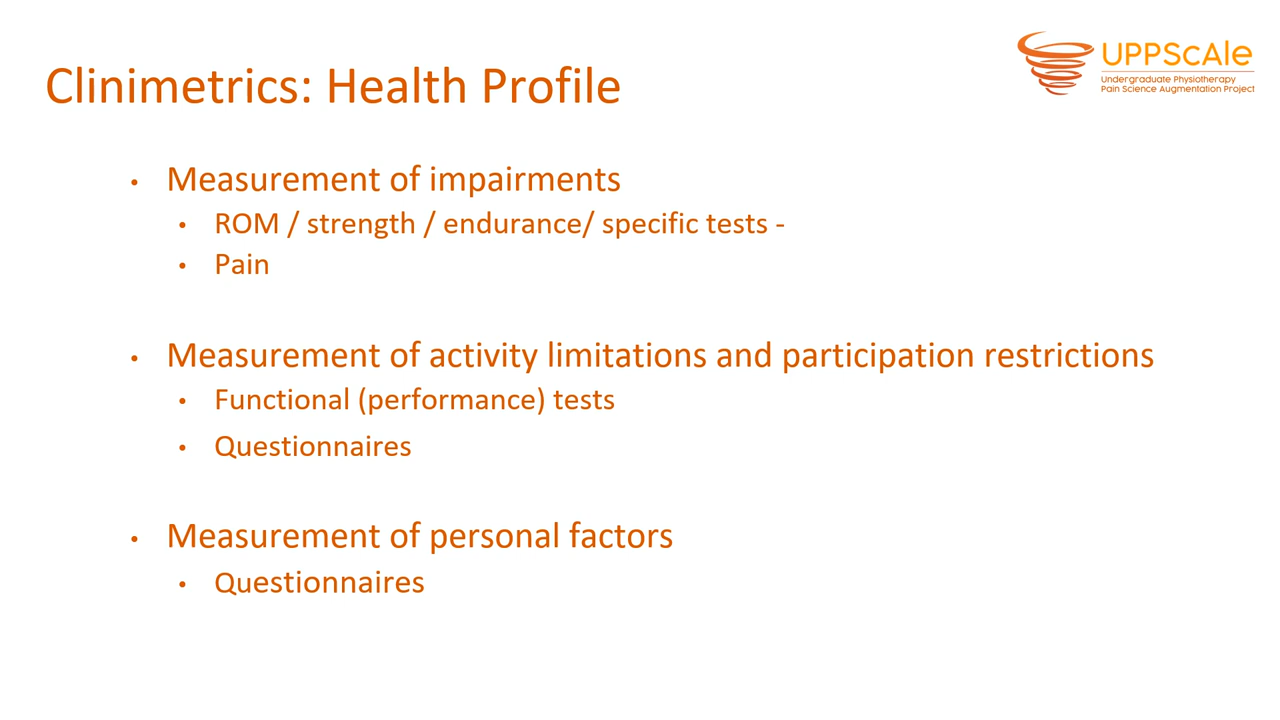 Clinimetrics: Health Profile
UPPScale
Undergraduate Physiotherapy
Pain Science Augmentation Project
• Measurement of impairments
• ROM / strength / endurance/ specific tests -
• Pain
• Measurement of activity limitations and participation restrictions
• Functional (performance) tests
• Questionnaires
• Measurement of personal factors
• Questionnaires